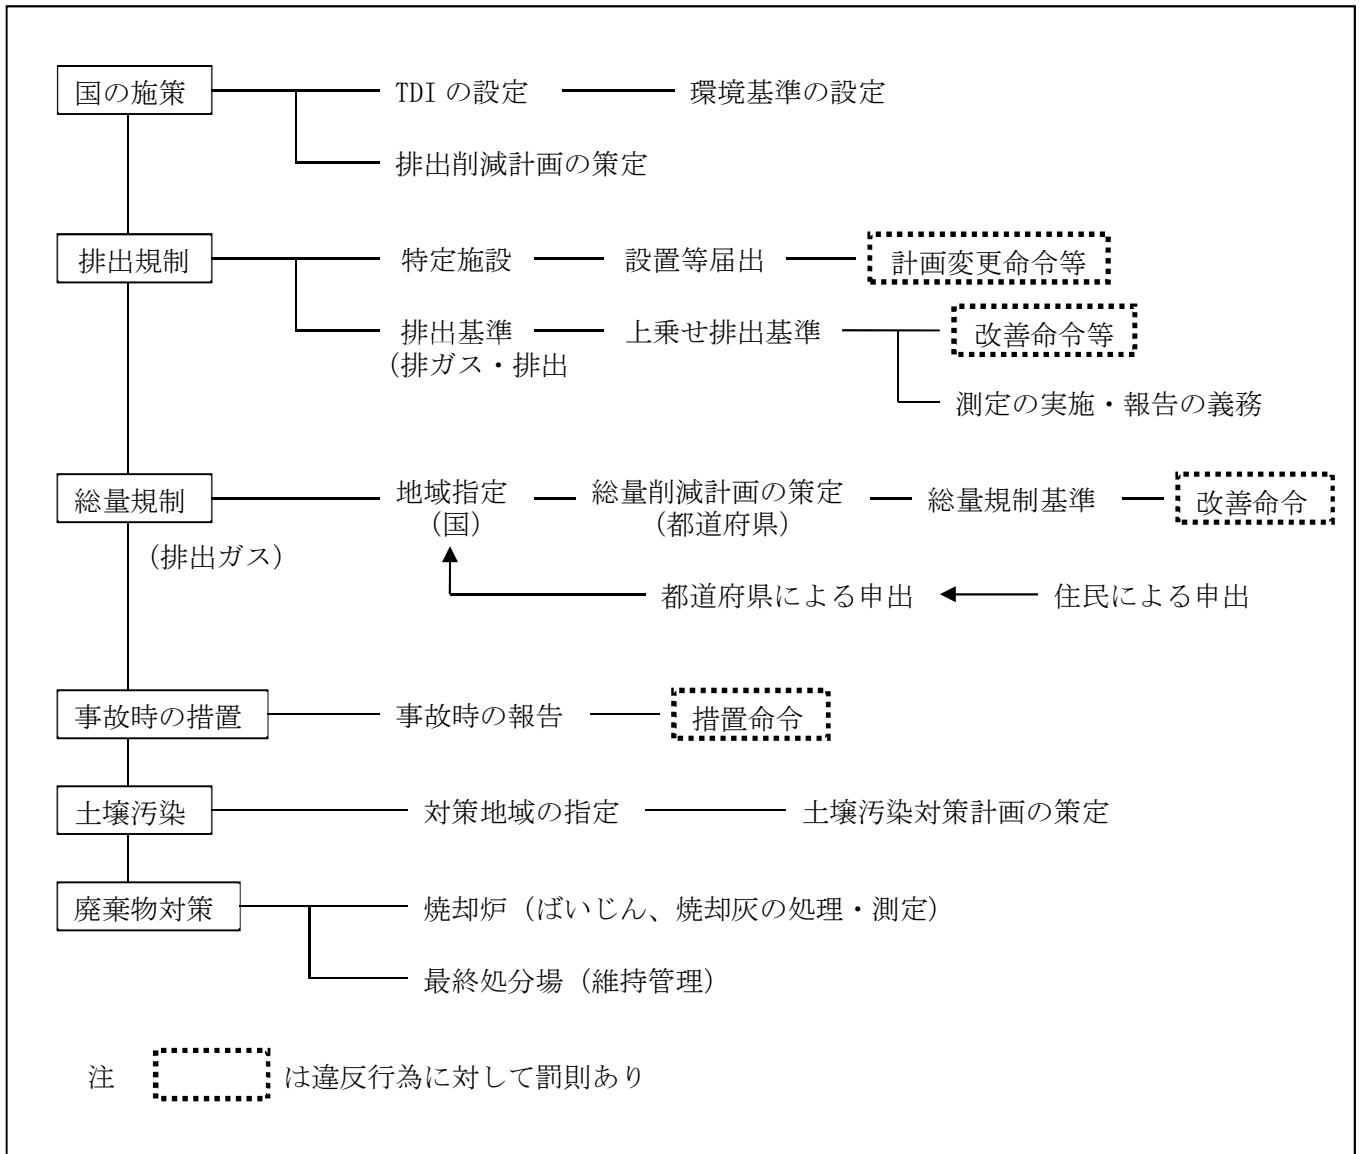 国の施策 TDIの設定 環境基準の設定
排出削減計画の策定
排出規制 特定施設 設置等届出 計画変更命令等
排出基準 上乗せ排出基準 改善命令等
(排ガス・排出
測定の実施・報告の義務
総量規制 地域指定 総量削減計画の策定 総量規制基準 改善命令
(国) (都道府県)
(排出ガス)
都道府県による申出 住民による申出
事故時の措置 事故時の報告 措置命令
土壌汚染 対策地域の指定 土壌汚染対策計画の策定
廃棄物対策 焼却炉(ばいじん、焼却灰の処理・測定)
最終処分場(維持管理)
注 は違反行為に対して罰則あり